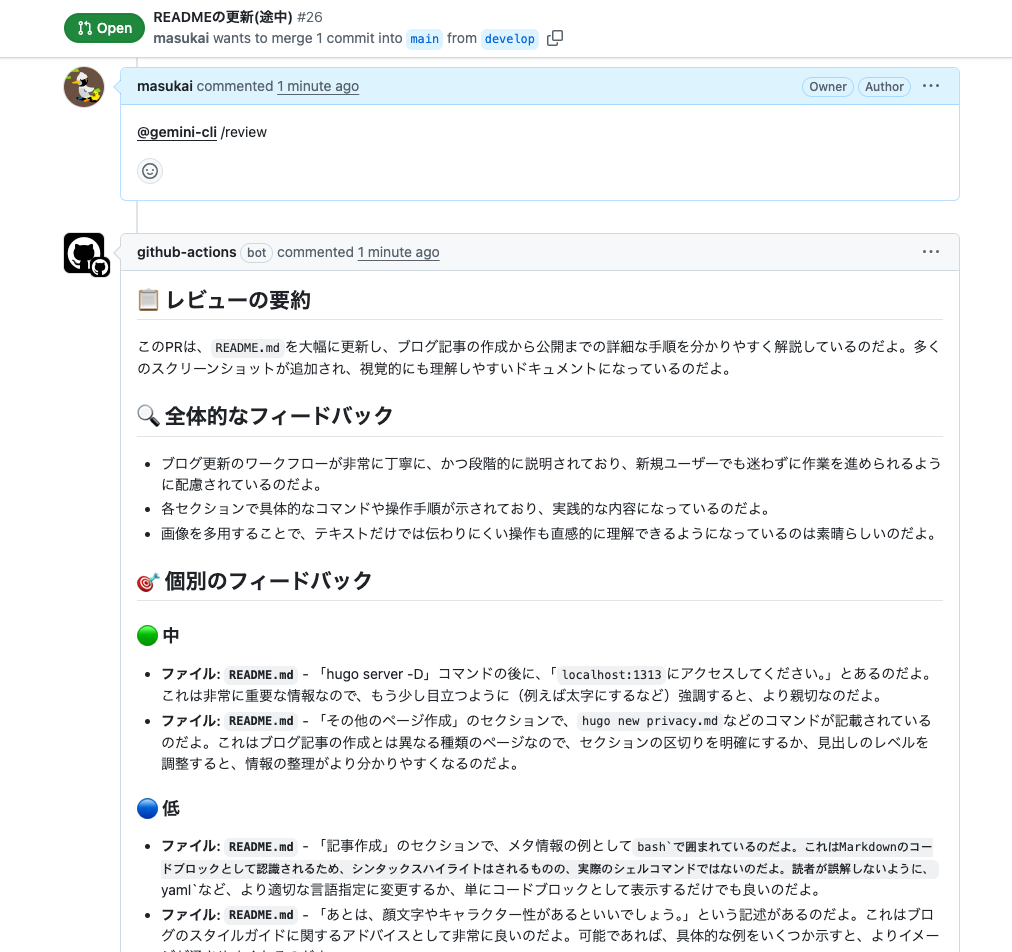 Open
READMEの更新(途中) #26
masukai wants to merge 1 commit into main from develop
masukai commented 1 minute ago
Owner
Author
@gemini-cli /review
github-actions bot commented 1 minute ago
レビューの要約
このPRは、 README.md を大幅に更新し、ブログ記事の作成から公開までの詳細な手順を分かりやすく解説しているのだよ。多く
のスクリーンショットが追加され、視覚的にも理解しやすいドキュメントになっているのだよ。
全体的なフィードバック
ブログ更新のワークフローが非常に丁寧に、かつ段階的に説明されており、新規ユーザーでも迷わずに作業を進められるよう
に配慮されているのだよ。
各セクションで具体的なコマンドや操作手順が示されており、実践的な内容になっているのだよ。
画像を多用することで、テキストだけでは伝わりにくい操作も直感的に理解できるようになっているのは素晴らしいのだよ。
個別のフィードバック
中
ファイル: README.md - 「hugo server -D」コマンドの後に、「 localhost:1313 にアクセスしてください。」とあるのだよ。
これは非常に重要な情報なので、もう少し目立つように（例えば太字にするなど）強調すると、より親切なのだよ。
ファイル: README.md - 「その他のページ作成」のセクションで、 hugo new privacy.md などのコマンドが記載されている
のだよ。これはブログ記事の作成とは異なる種類のページなので、セクションの区切りを明確にするか、見出しのレベルを
調整すると、情報の整理がより分かりやすくなるのだよ。
低
ファイル: README.md - 「記事作成」のセクションで、メタ情報の例として bash`で囲まれているのだよ。これはMarkdownのコー
ドブロックとして認識されるため、シンタックスハイライトはされるものの、実際のシェルコマンドではないのだよ。読者が誤解しないように、
yaml`など、より適切な言語指定に変更するか、単にコードブロックとして表示するだけでも良いのだよ。
ファイル: README.md - 「あとは、顔文字やキャラクター性があるといいでしょう。」という記述があるのだよ。これはブロ
グのスタイルガイドに関するアドバイスとして非常に良いのだよ。可能であれば、具体的な例をいくつか示すと、よりイメー